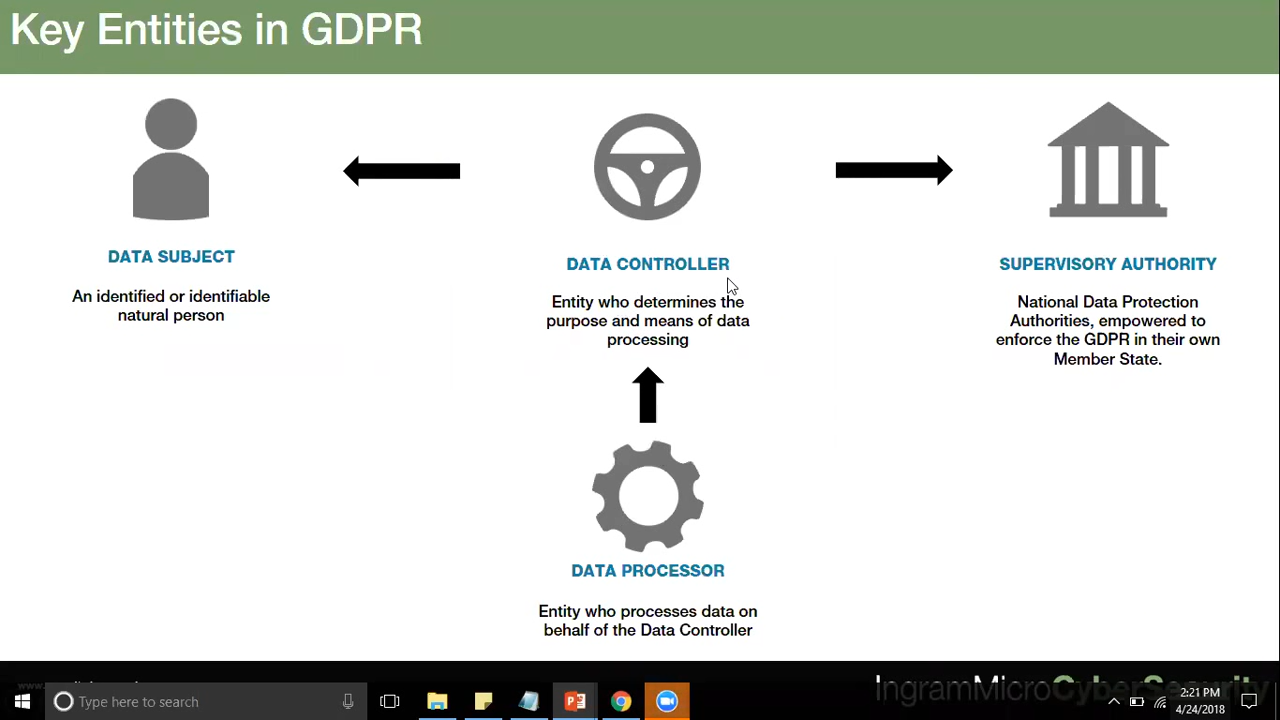 Key Entities in GDPR
DATA SUBJECT
An identified or identifiable
natural person
DATA CONTROLLER
Entity who determines the
purpose and means of data
processing
SUPERVISORY AUTHORITY
National Data Protection
Authorities, empowered to
enforce the GDPR in their own
Member State.
DATA PROCESSOR
Entity who processes data on
behalf of the Data Controller
IngramMicroCyberSecurity
Type here to search
2:21 PM
4/24/2018